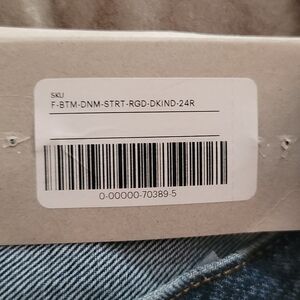 SKU
F-BTM-DNM-STRT-RGD-DKIND-24R
0-00000-70389-5